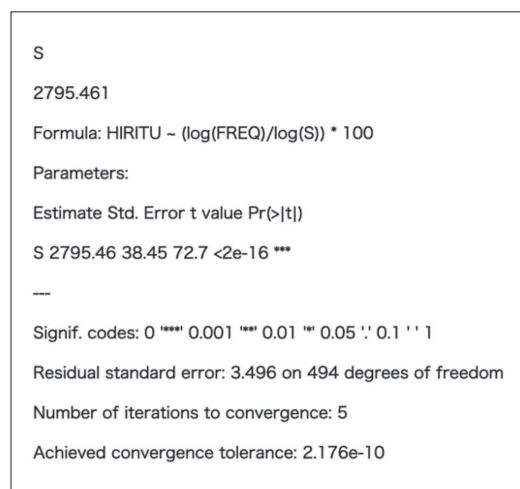 S
2795.461
Formula: HIRITU ~ (log(FREQ)/log(S)) * 100
Parameters:
Estimate Std. Error t value Pr(>|t|)
S 2795.46 38.45 72.7 <2e-16 ***
---
Signif. codes: 0 '***' 0.001 '**' 0.01 '*' 0.05 '.' 0.1 ' ' 1
Residual standard error: 3.496 on 494 degrees of freedom
Number of iterations to convergence: 5
Achieved convergence tolerance: 2.176e-10